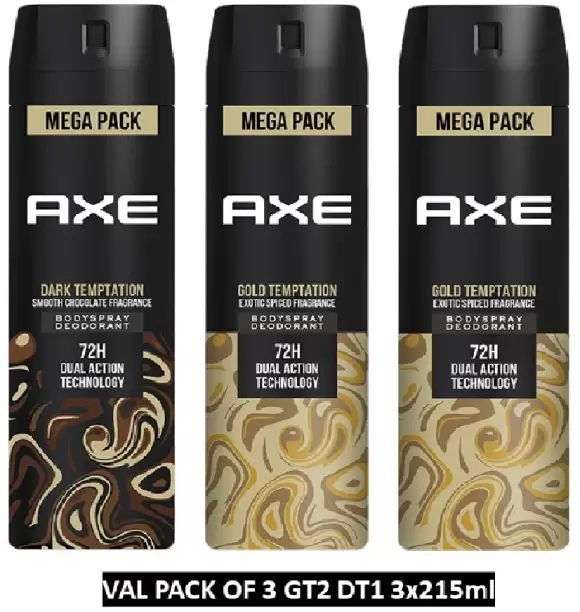 MEGA PACK
AXE
DARK TEMPTATION
SMOOTH CHOCOLATE FRAGRANCE
BODYSPRAY
DEODORANT
72H
DUAL ACTION
TECHNOLOGY
MEGA PACK
AXE
GOLD TEMPTATION
EXOTIC SPICED FRAGRANCE
BODYSPRAY
DEODORANT
72H
DUAL ACTION
TECHNOLOGY
MEGA PACK
AXE
GOLD TEMPTATION
EXOTIC SPICED FRAGRANCE
BODYSPRAY
DEODORANT
72H
DUAL ACTION
TECHNOLOGY
VAL PACK OF 3 GT2 DT1 3x215ml